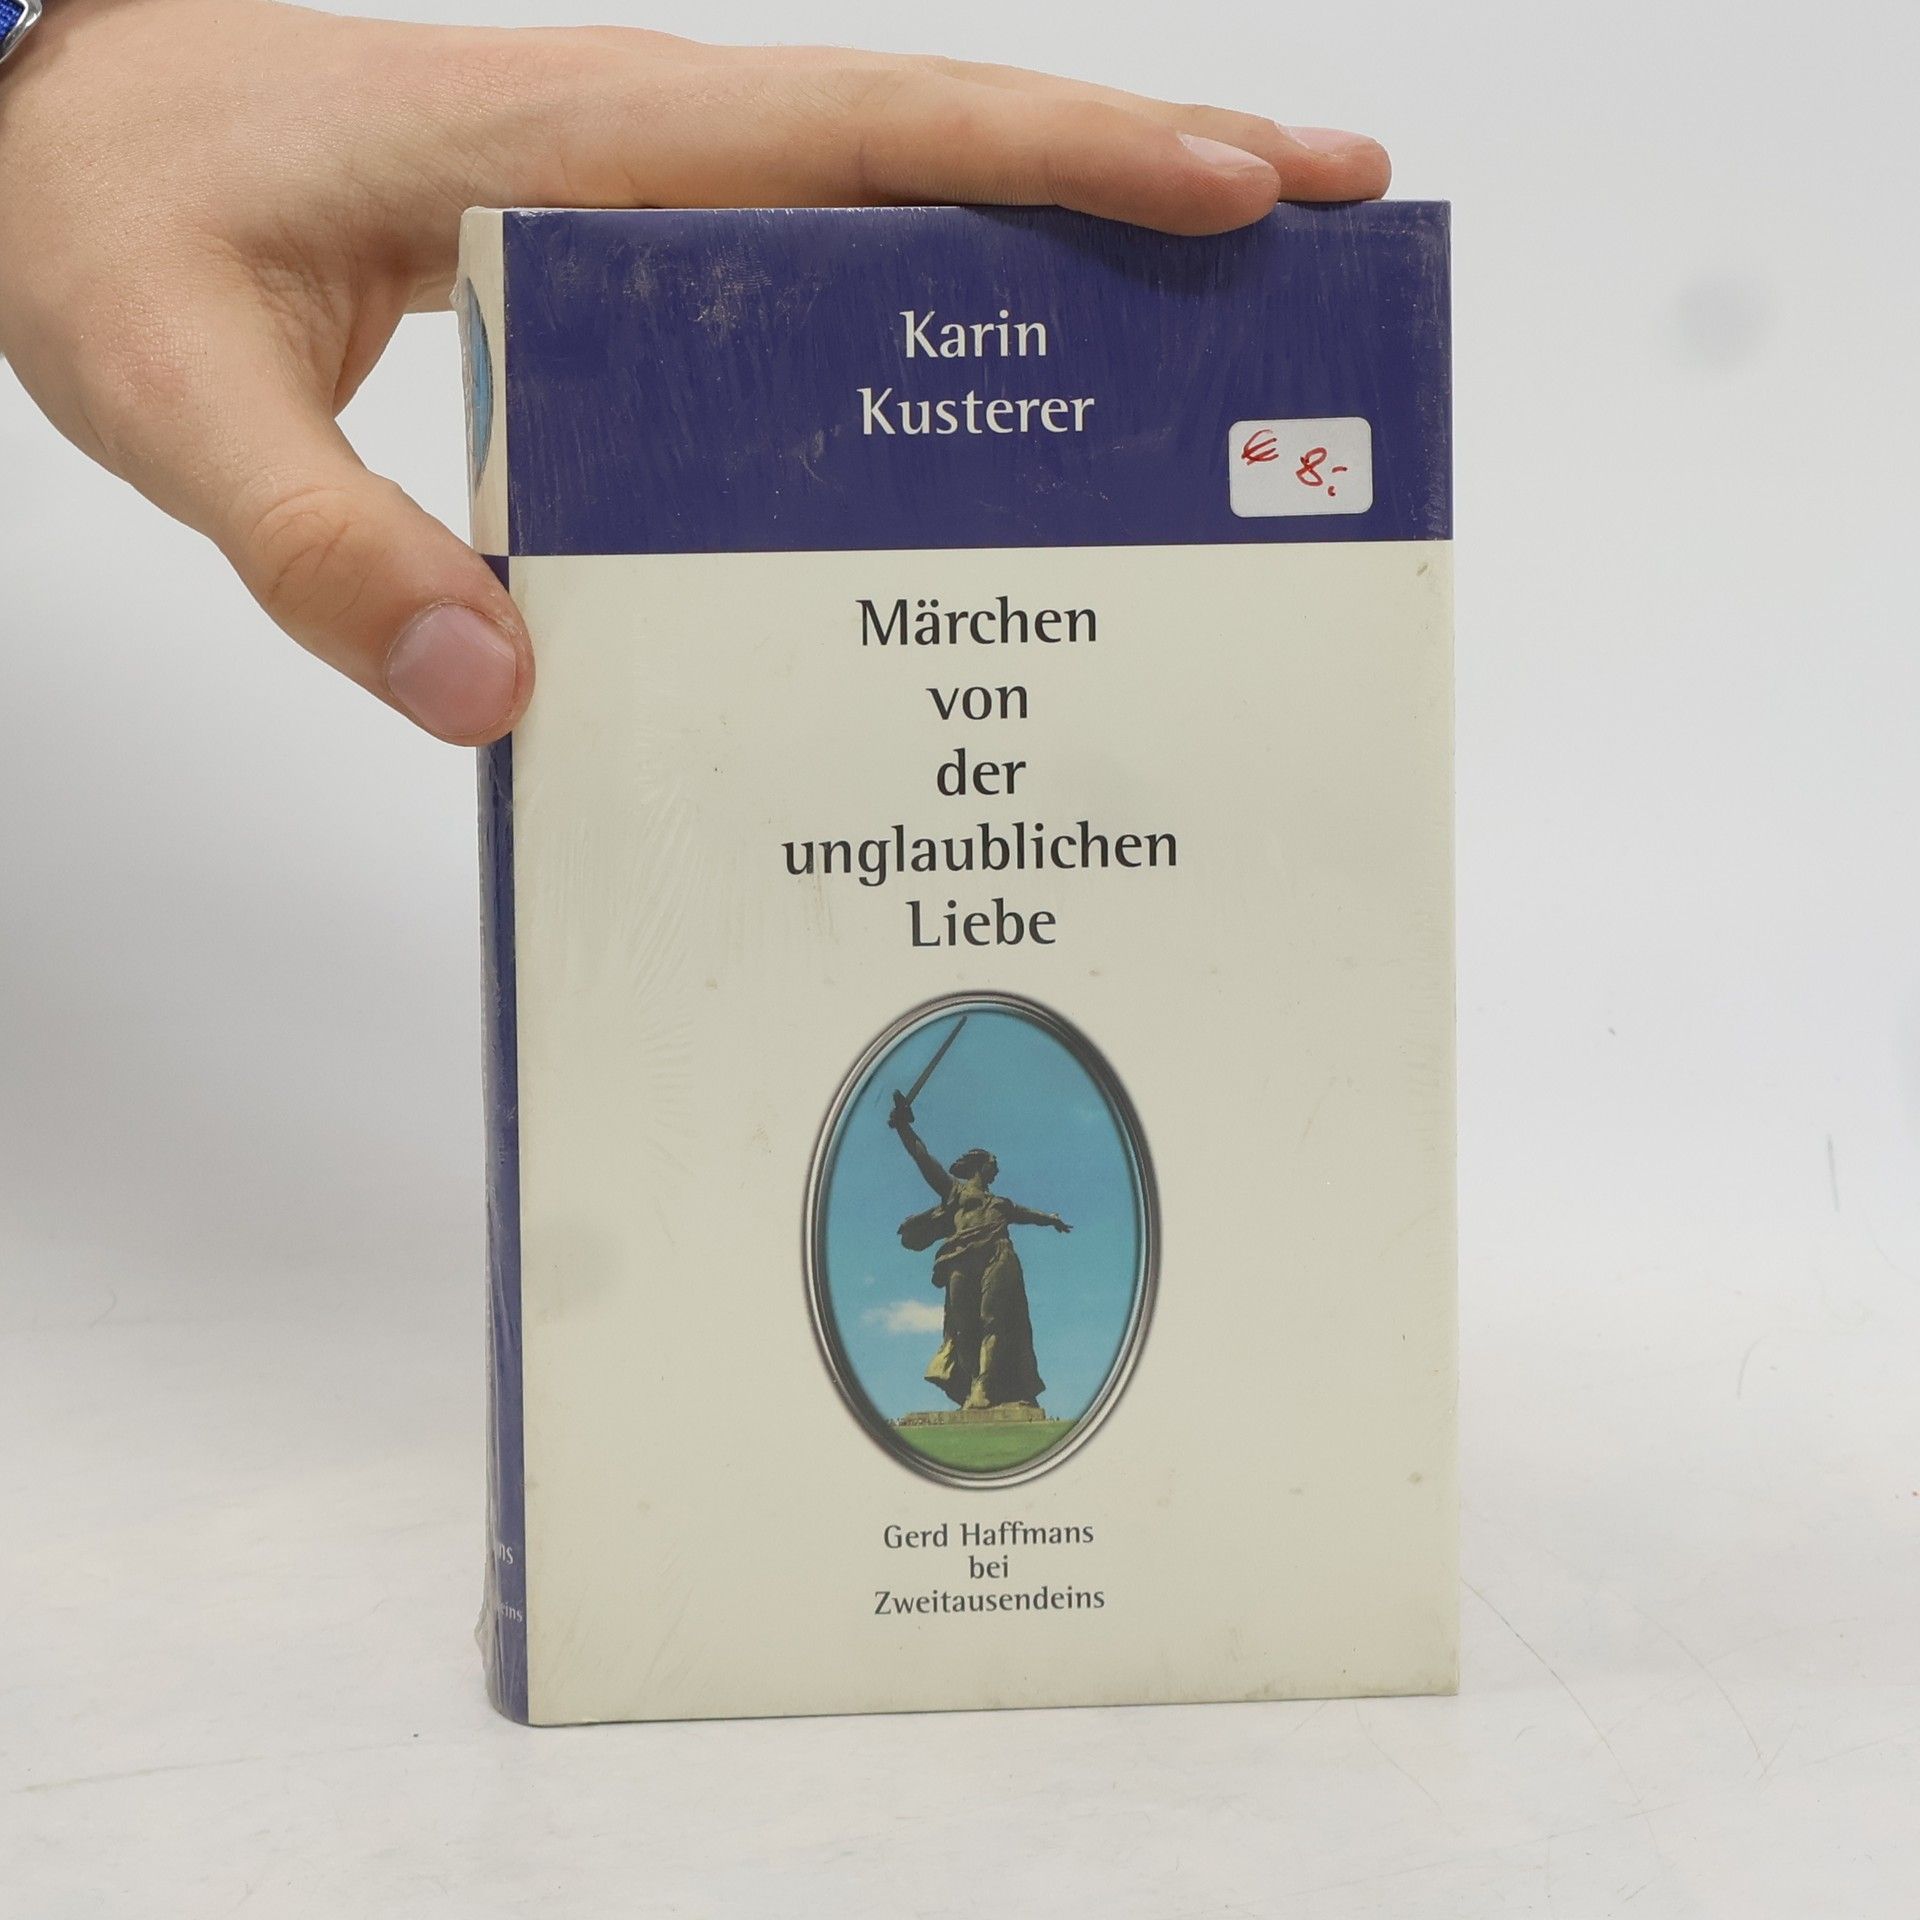 Karin
Kusterer
€ 8.-
Märchen
von
der
unglaublichen
Liebe
Gerd Haffmans
bei
Zweitausendeins